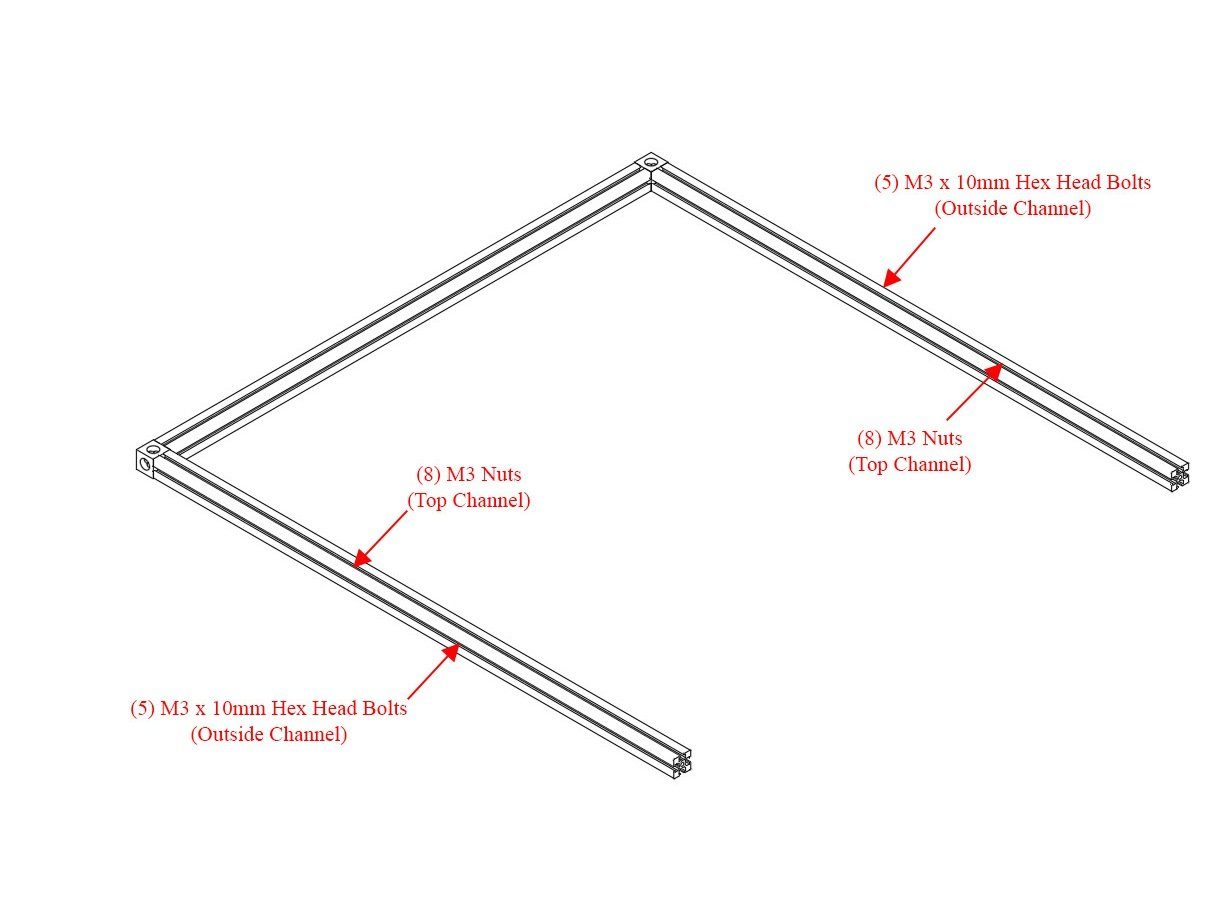 (5) M3 x 10mm Hex Head Bolts
(Outside Channel)
(8) M3 Nuts
(Top Channel)
(8) M3 Nuts
(Top Channel)
(5) M3 x 10mm Hex Head Bolts
(Outside Channel)